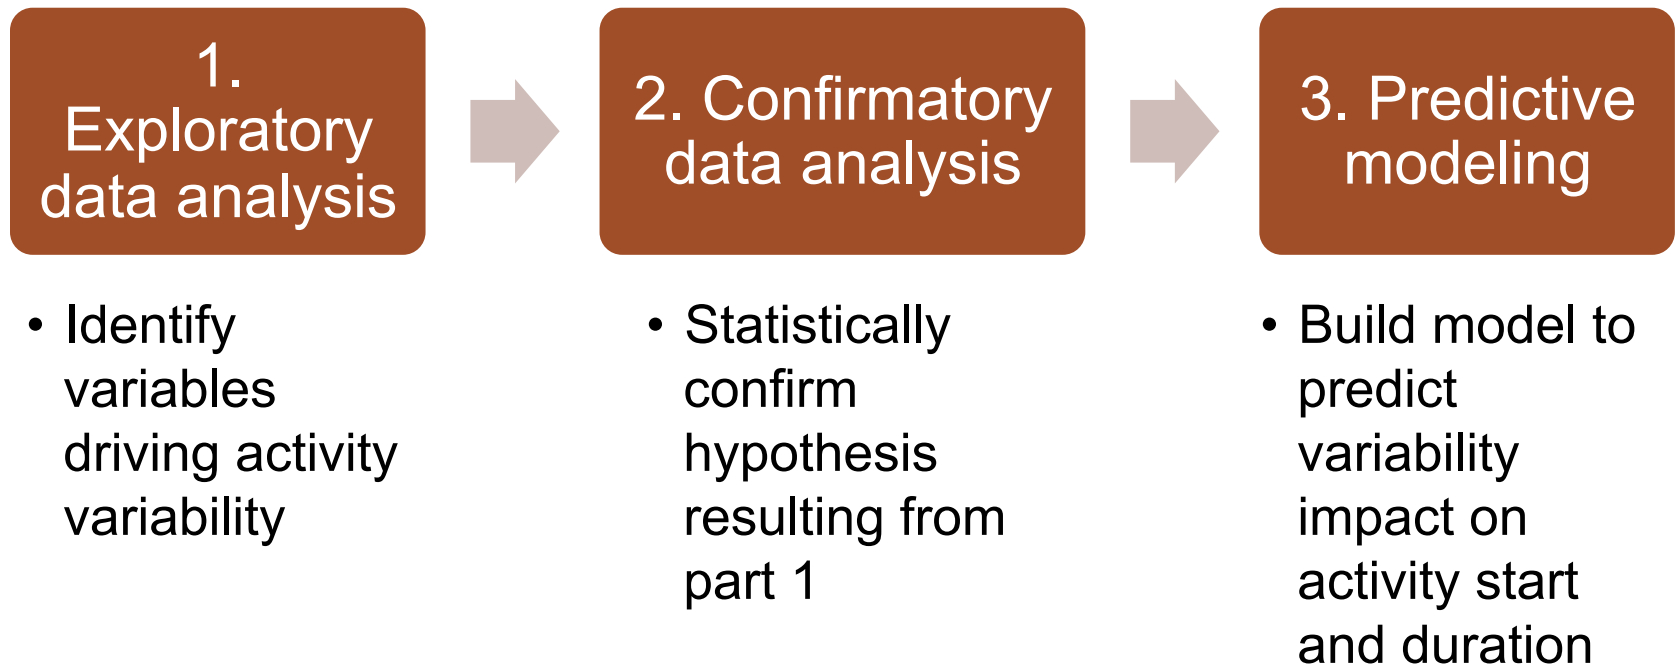 1.
Exploratory
data analysis
2. Confirmatory
data analysis
3. Predictive
modeling
• Identify
variables
driving activity
variability
• Statistically
confirm
hypothesis
resulting from
part 1
• Build model to
predict
variability
impact on
activity start
and duration